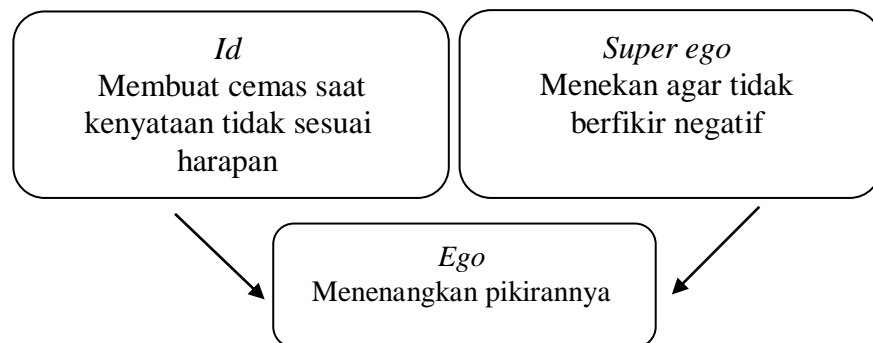 Id
Membuat cemas saat
kenyataan tidak sesuai
harapan
Super ego
Menekan agar tidak
berfikir negatif
Ego
Menenangkan pikirannya